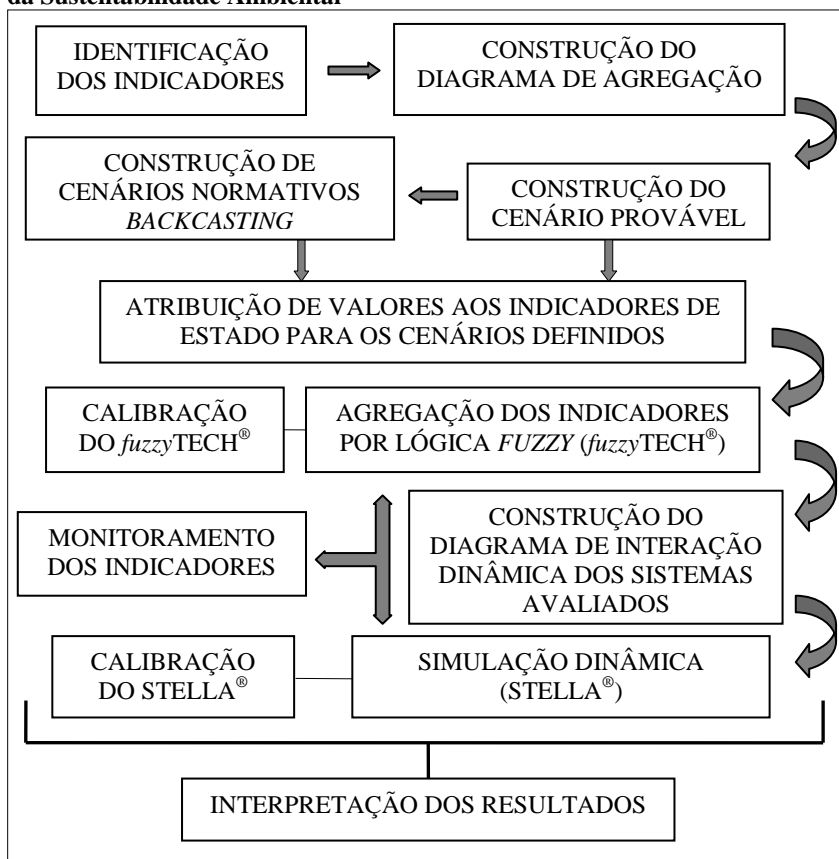 da Sustentabilidade Ambiental
IDENTIFICAÇÃO
DOS INDICADORES
CONSTRUÇÃO DO
DIAGRAMA DE AGREGAÇÃO
CONSTRUÇÃO DE
CENÁRIOS NORMATIVOS
BACKCASTING
CONSTRUÇÃO DO
CENÁRIO PROVÁVEL
ATRIBUIÇÃO DE VALORES AOS INDICADORES DE
ESTADO PARA OS CENÁRIOS DEFINIDOS
CALIBRAÇÃO
DO fuzzyTECH®
AGREGAÇÃO DOS INDICADORES
POR LÓGICA FUZZY (fuzzyTECH®)
MONITORAMENTO
DOS INDICADORES
CONSTRUÇÃO DO
DIAGRAMA DE INTERAÇÃO
DINÂMICA DOS SISTEMAS
AVALIADOS
CALIBRAÇÃO
DO STELLA®
SIMULAÇÃO DINÂMICA
(STELLA®)
INTERPRETAÇÃO DOS RESULTADOS